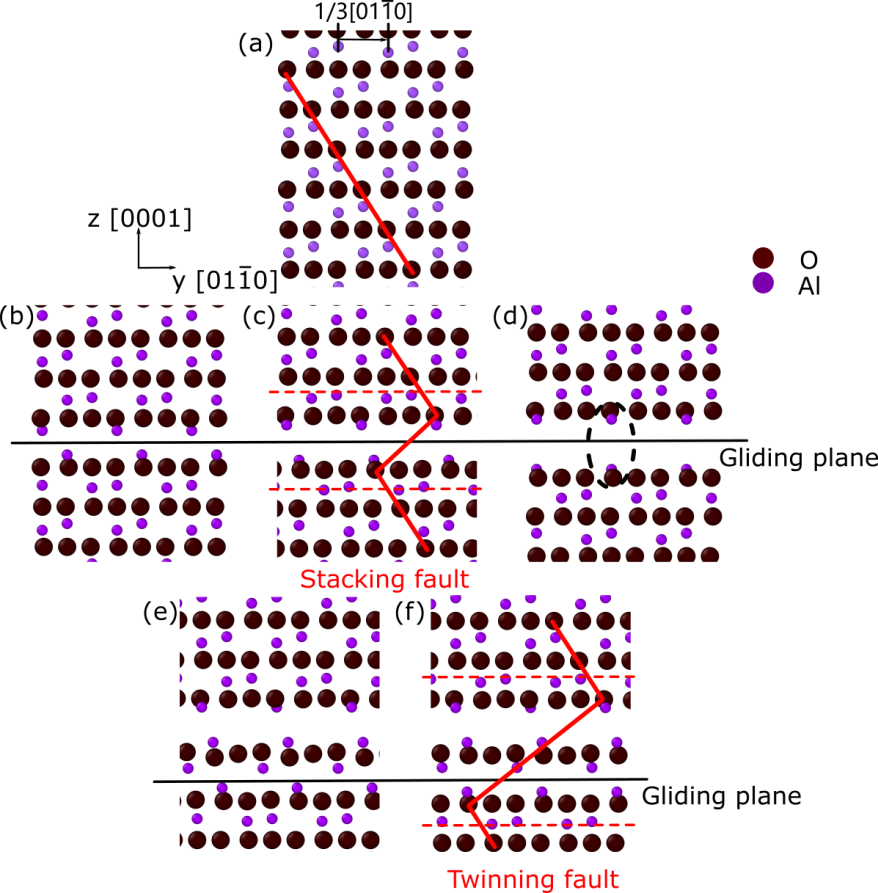 1/3[011̄0]
(a)
z [0001]
y [011̄0]
O
Al
(b)
(c)
(d)
Gliding plane
Stacking fault
(e)
(f)
Gliding plane
Twinning fault